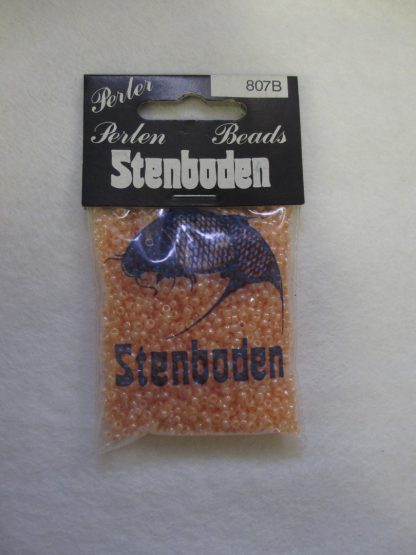 Perler
807B
Perlen Beads
Stenboden
Stenboden